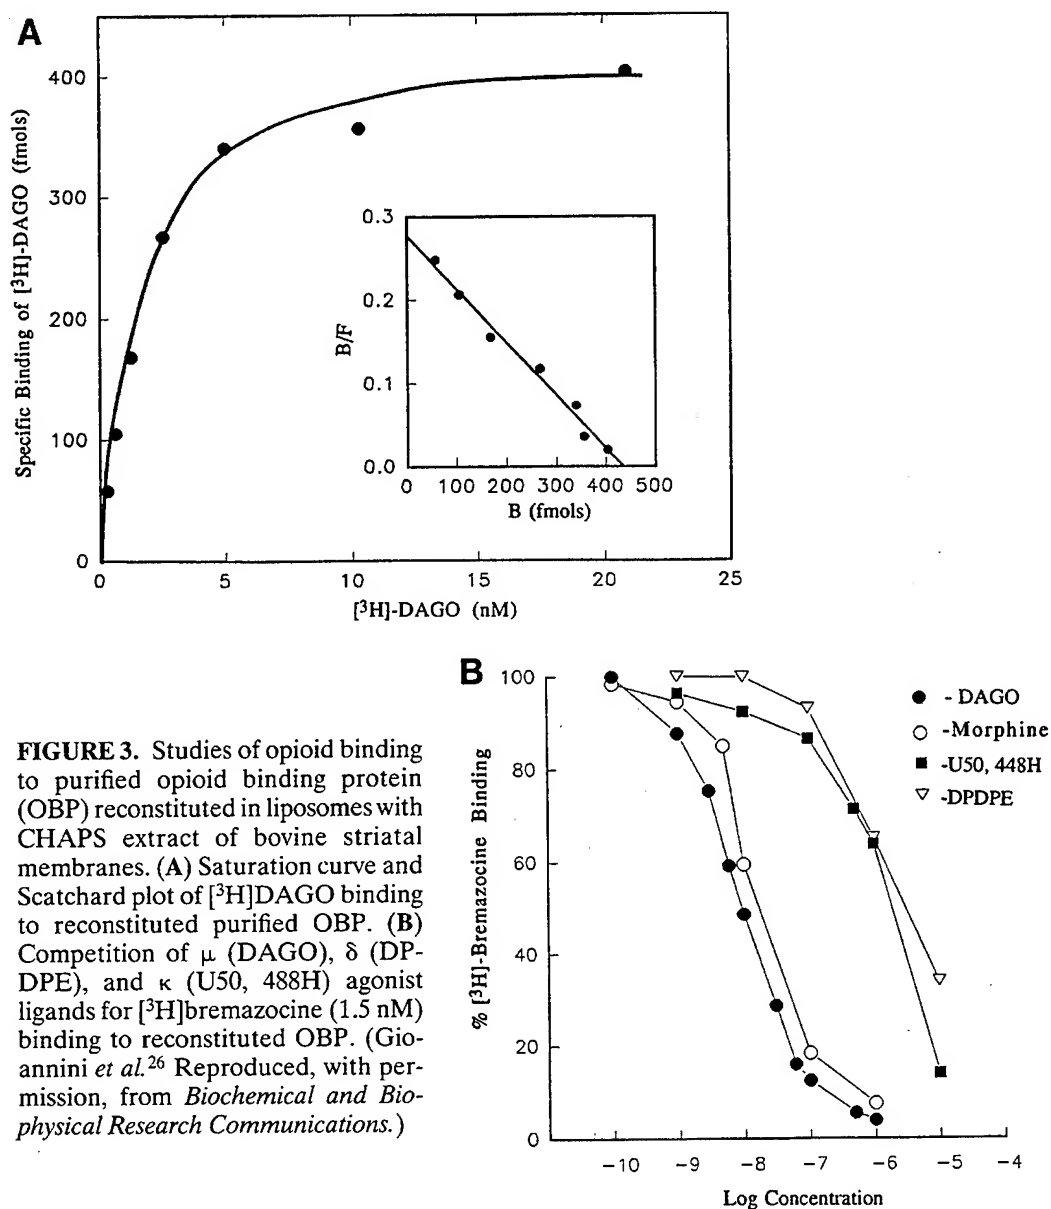 A
Specific Binding of [³H]-DAGO (fmols)
400
300
200
100
0
0 5 10 15 20 25
[³H]-DAGO (nM)
B/F
0.3
0.2
0.1
0.0
0 100 200 300 400 500
B (fmols)
B
% [³H]-Bremazocine Binding
100
80
60
40
20
0
-10 -9 -8 -7 -6 -5 -4
Log Concentration
- DAGO
-Morphine
-U50, 448H
-DPDPE
FIGURE 3. Studies of opioid binding
to purified opioid binding protein
(OBP) reconstituted in liposomes with
CHAPS extract of bovine striatal
membranes. (A) Saturation curve and
Scatchard plot of [³H]DAGO binding
to reconstituted purified OBP. (B)
Competition of μ (DAGO), δ (DP-
DPE), and κ (U50, 488H) agonist
ligands for [³H]bremazocine (1.5 nM)
binding to reconstituted OBP. (Gio-
annini et al.²⁶ Reproduced, with per-
mission, from Biochemical and Bio-
physical Research Communications.)